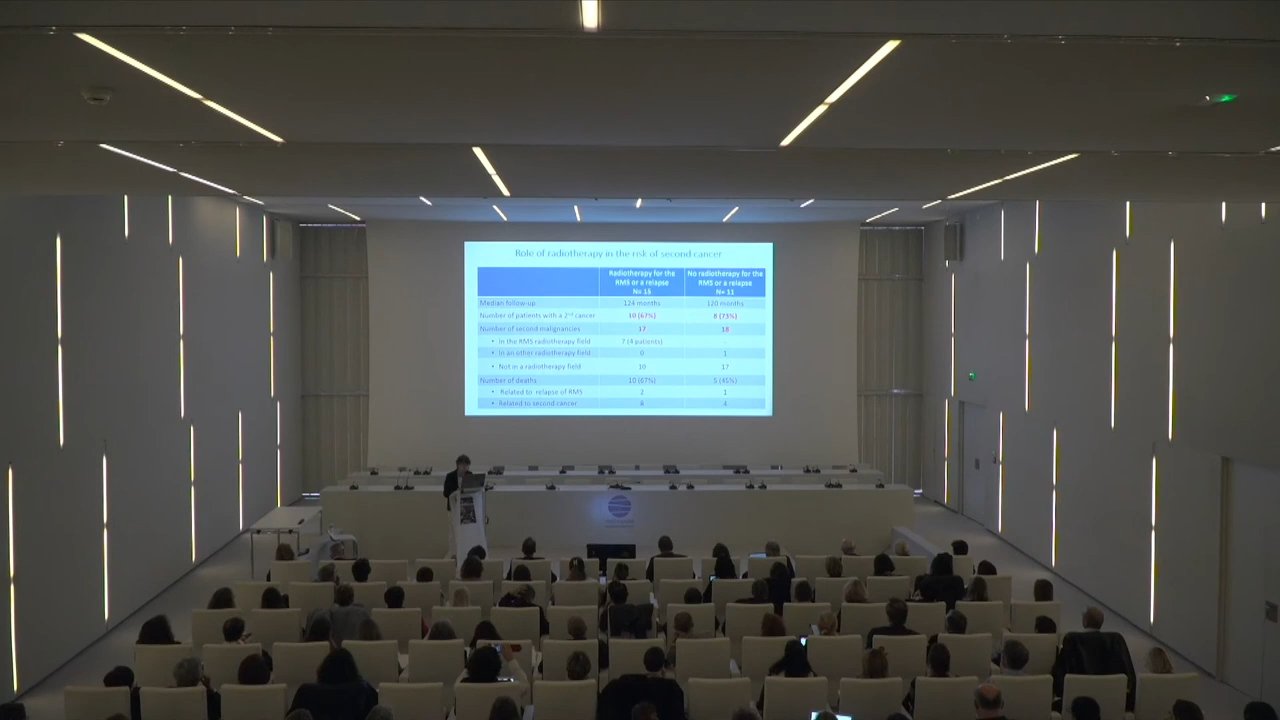 Role of radiotherapy in the risk of second cancer
Radiotherapy for the RMS or a relapse N= 15
No radiotherapy for the RMS or a relapse N= 11
Median follow-up 124 months 120 months
Number of patients with a 2nd cancer 10 (67%) 8 (73%)
Number of second malignancies 17 18
• In the RMS radiotherapy field 7 (4 patients) -
• In an other radiotherapy field 0 1
• Not in a radiotherapy field 10 17
Number of deaths 10 (67%) 5 (45%)
• Related to relapse of RMS 2 1
• Related to second cancer